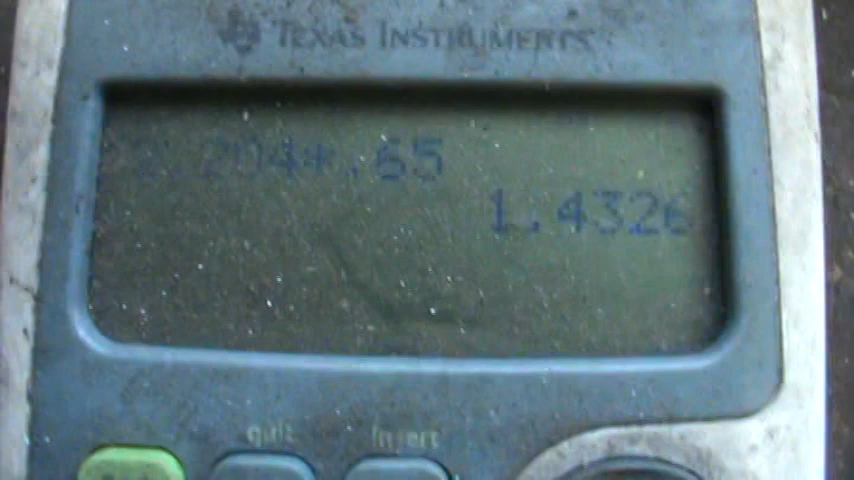 TEXAS INSTRUMENTS
2.204*.65
1.4326
quit
Insert